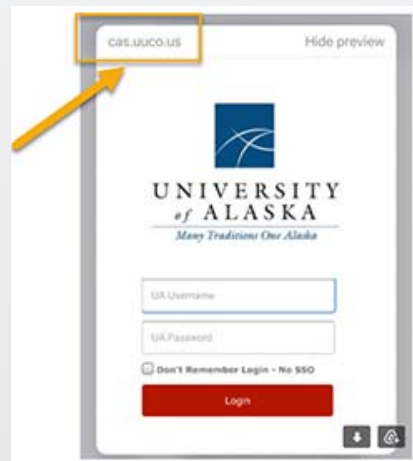 cas.uuco.us Hide preview
UNIVERSITY
of ALASKA
Many Traditions One Alaska
UA Username
UA Password
Don't Remember Login - No SSO
Login